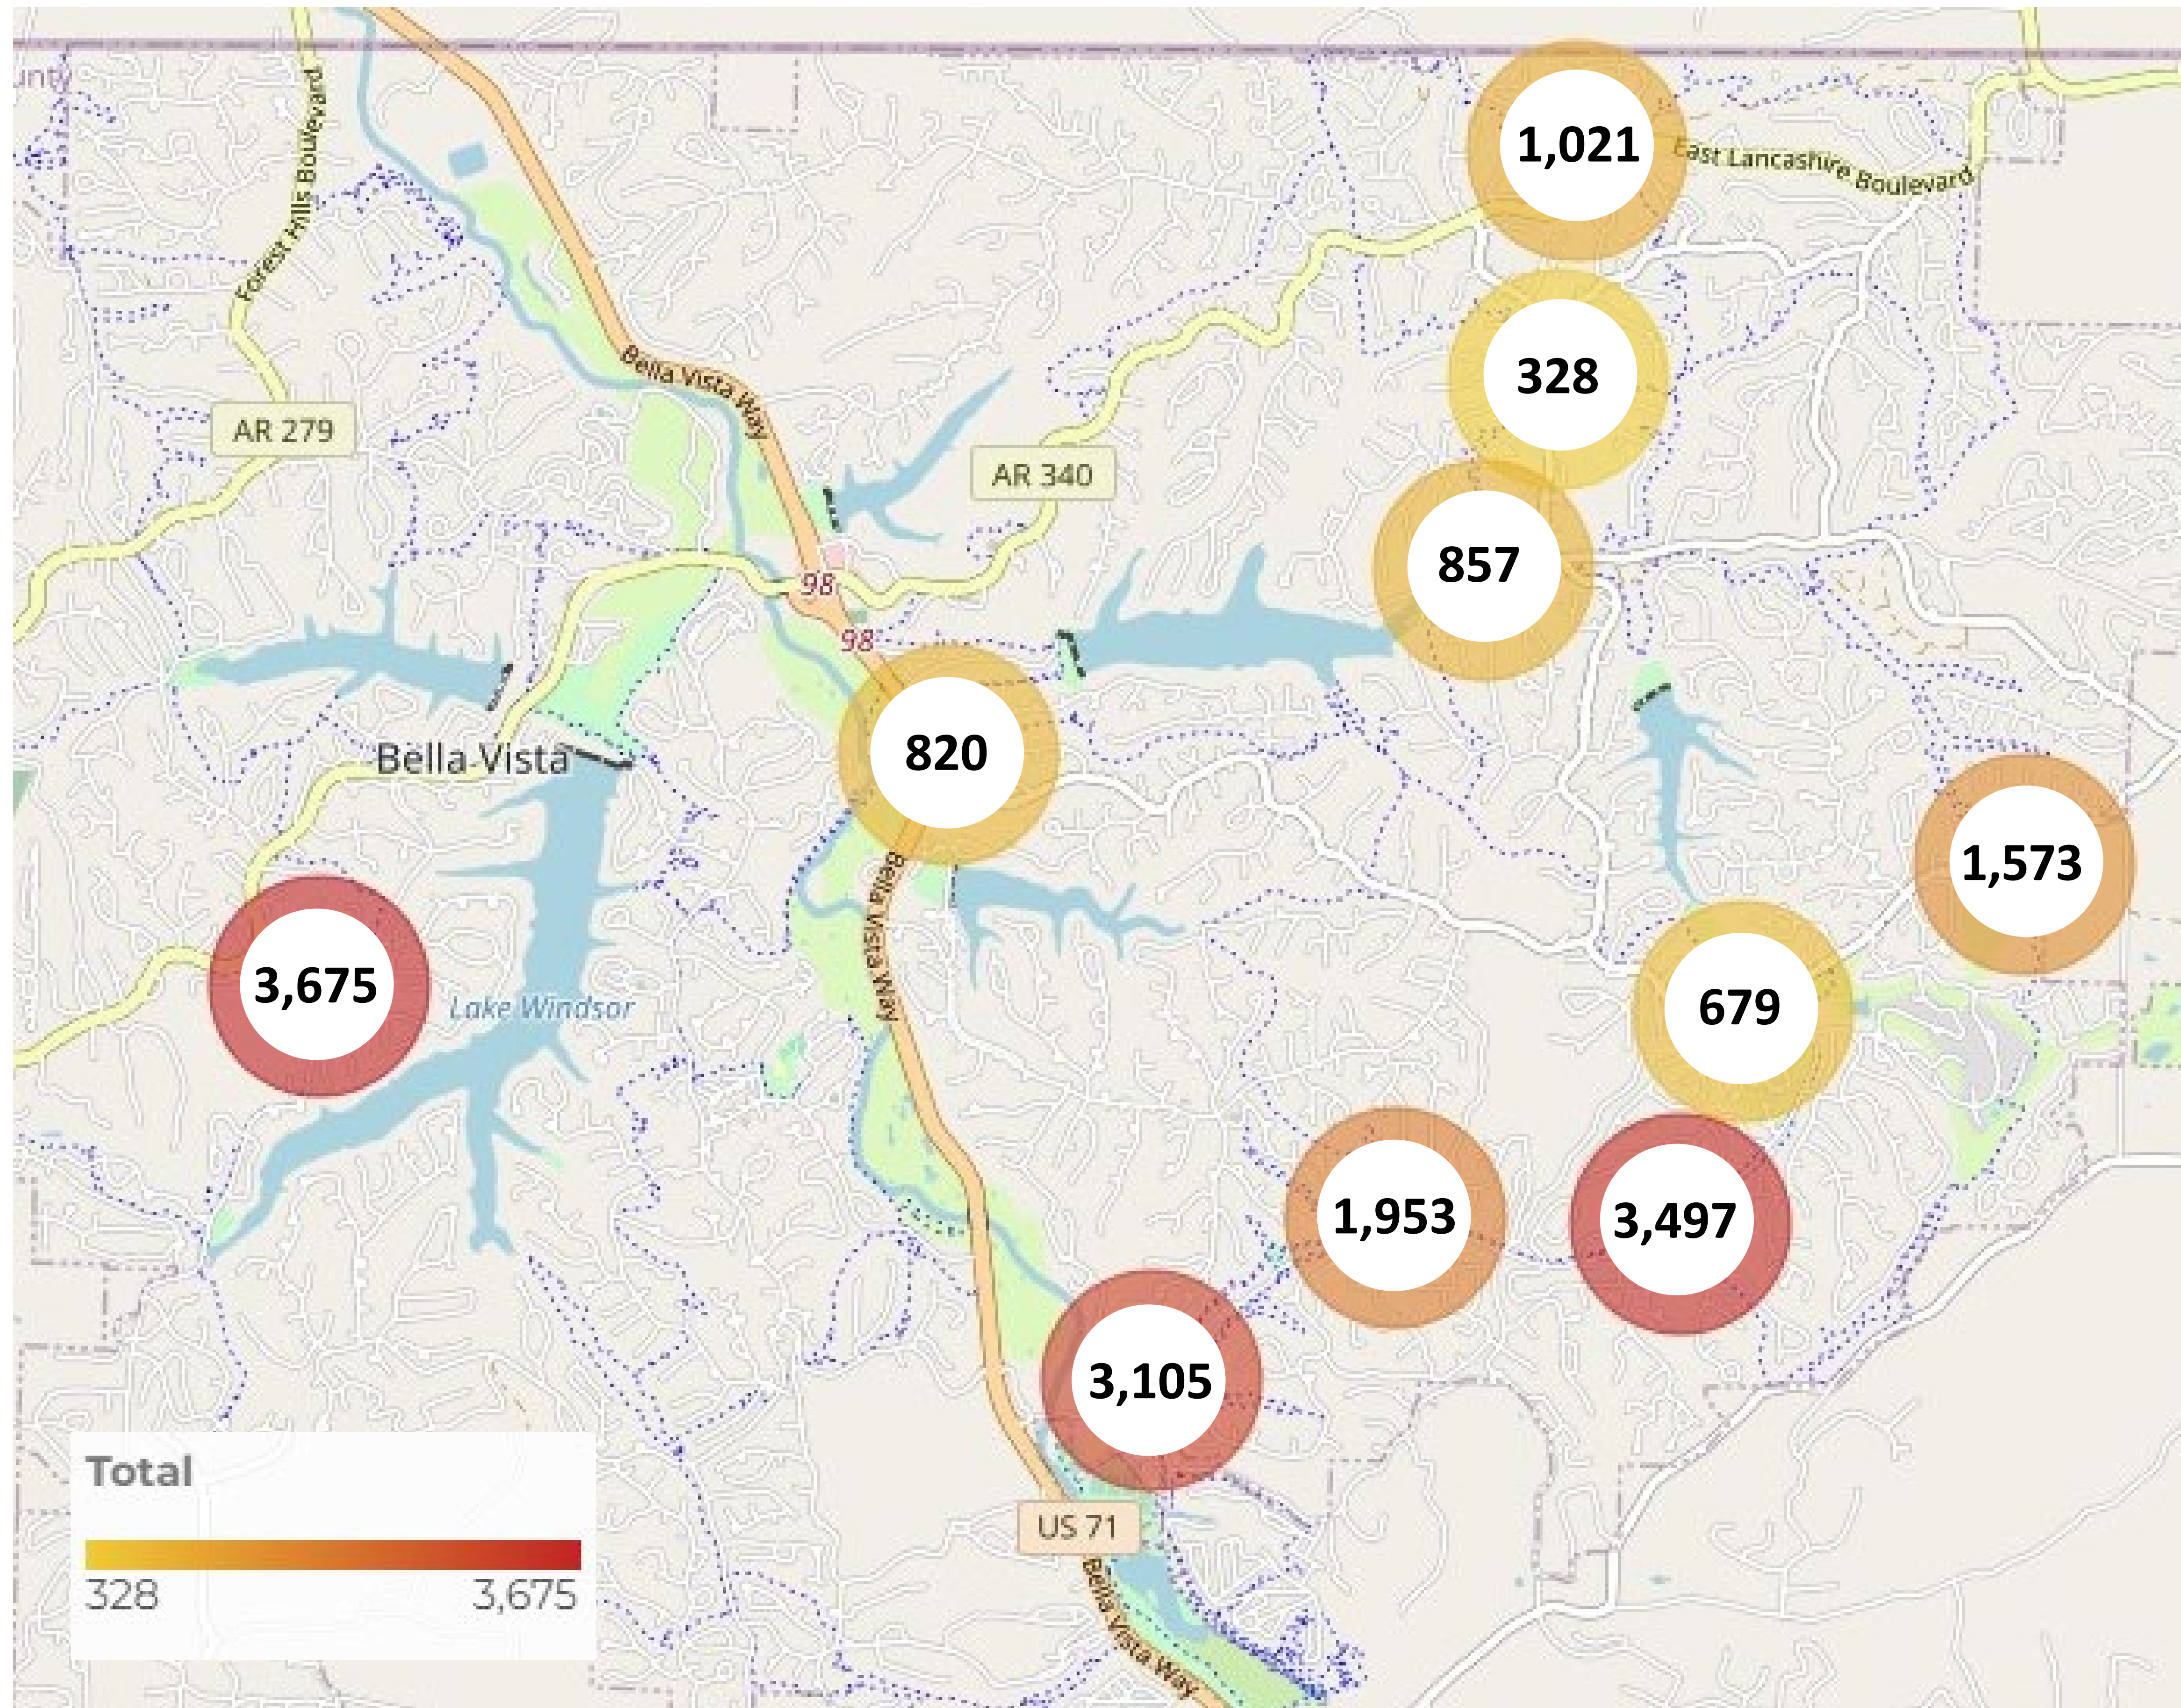 unty
Forest Hills Boulevard
1,021
East Lancashire Boulevard
328
Bella Vista Way
AR 279
AR 340
857
98
98
820
Bella Vista
1,573
Bella Vista Way
3,675
Lake Windsor
679
1,953
3,497
3,105
Total
328 3,675
US 71
Bella Vista Way